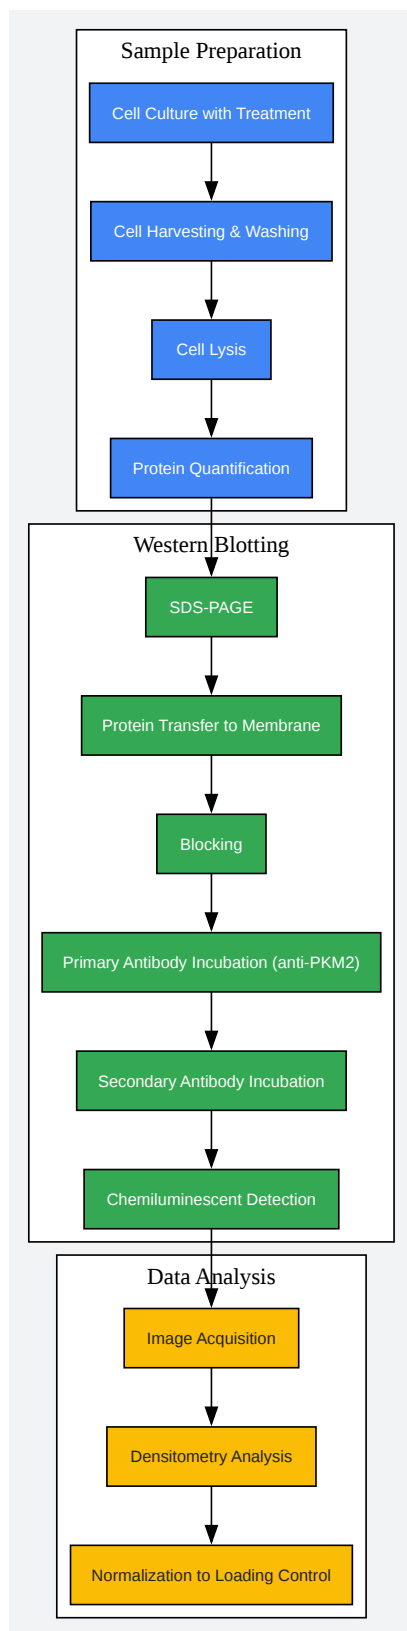 Sample Preparation
Cell Culture with Treatment
Cell Harvesting & Washing
Cell Lysis
Protein Quantification
Western Blotting
SDS-PAGE
Protein Transfer to Membrane
Blocking
Primary Antibody Incubation (anti-PKM2)
Secondary Antibody Incubation
Chemiluminescent Detection
Data Analysis
Image Acquisition
Densitometry Analysis
Normalization to Loading Control